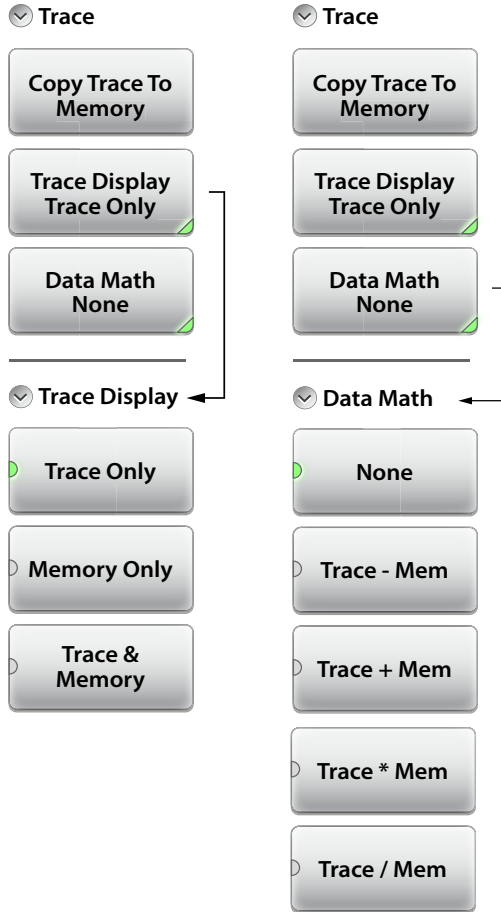 Trace
Copy Trace To
Memory
Trace Display
Trace Only
Data Math
None
Trace Display
Trace Only
Memory Only
Trace &
Memory
Trace
Copy Trace To
Memory
Trace Display
Trace Only
Data Math
None
Data Math
None
Trace - Mem
Trace + Mem
Trace * Mem
Trace / Mem